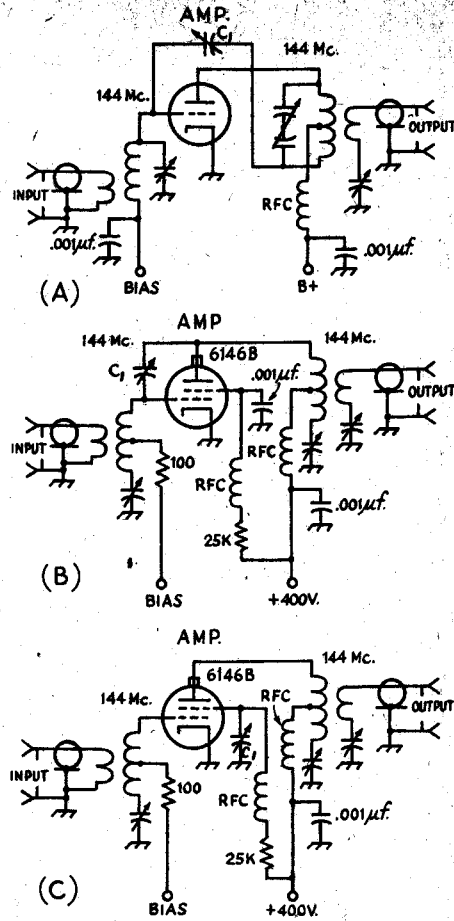 AMP.
C1
144 Mc.
144 Mc.
INPUT
OUTPUT
RFC
.001µf.
.001µf.
(A)
BIAS
B+
AMP
144 Mc.
6146B
144 Mc.
C1
.001µf.
INPUT
OUTPUT
100
RFC
RFC
.001µf.
25K
(B)
BIAS
+400V.
AMP.
6146B
144 Mc.
144 Mc.
RFC
INPUT
OUTPUT
C1
100
RFC
.001µf.
25K
(C)
BIAS
+400V.